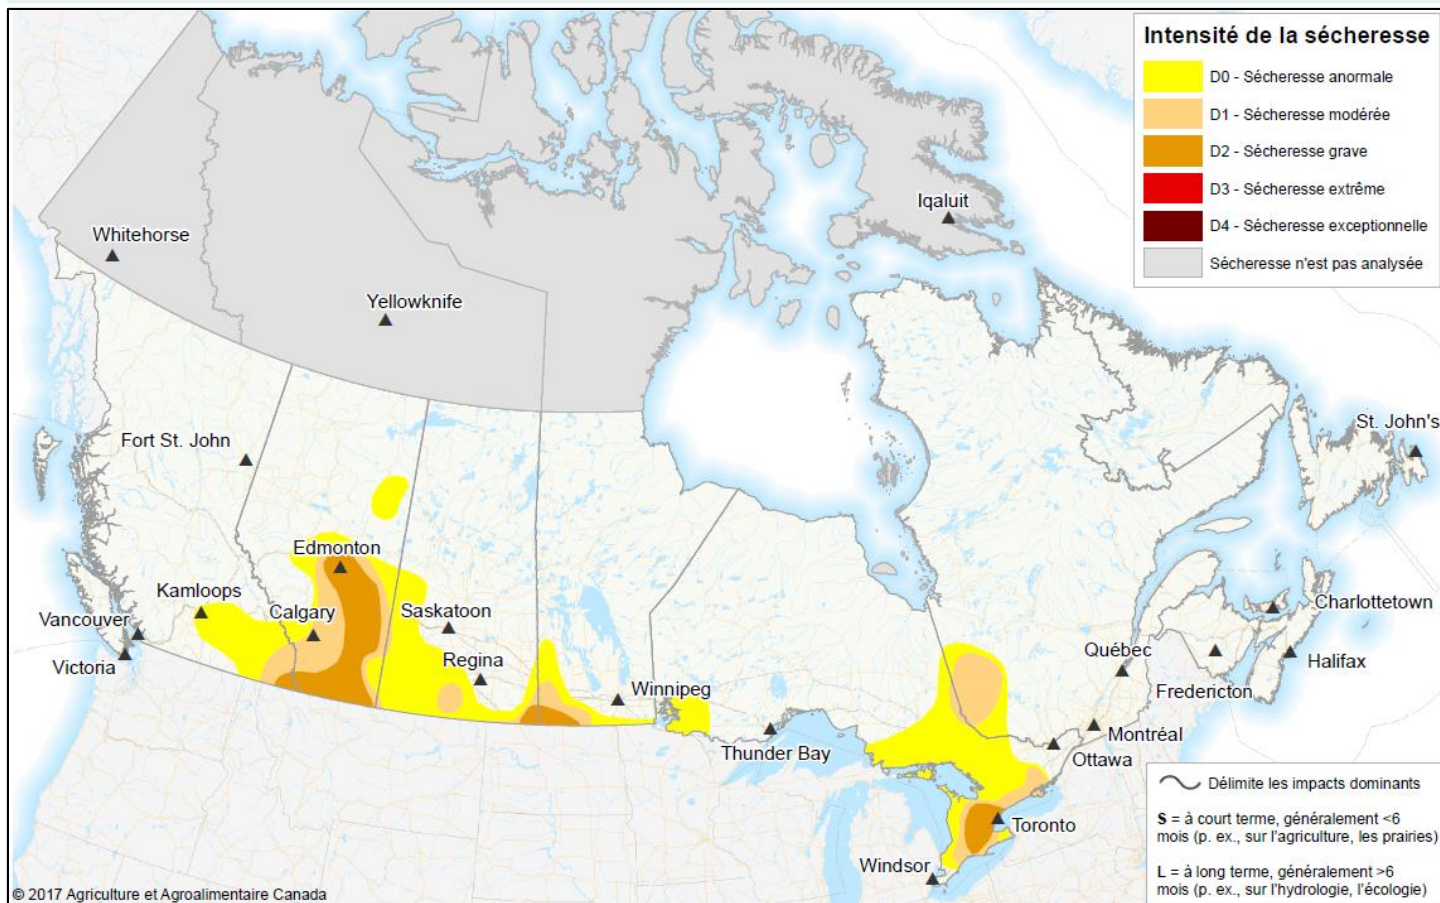 Intensité de la sécheresse
D0 - Sécheresse anormale
D1 - Sécheresse modérée
D2 - Sécheresse grave
D3 - Sécheresse extrême
D4 - Sécheresse exceptionnelle
Sécheresse n'est pas analysée
Iqaluit
Whitehorse
Yellowknife
St. John's
Fort St. John
Edmonton
Kamloops
Calgary
Saskatoon
Vancouver
Charlottetown
Victoria
Regina
Québec
Halifax
Winnipeg
Fredericton
Thunder Bay
Montréal
Ottawa
Toronto
Windsor
Délimite les impacts dominants
S = à court terme, généralement <6
mois (p. ex., sur l'agriculture, les prairies)
L = à long terme, généralement >6
mois (p. ex., sur l'hydrologie, l'écologie)
© 2017 Agriculture et Agroalimentaire Canada